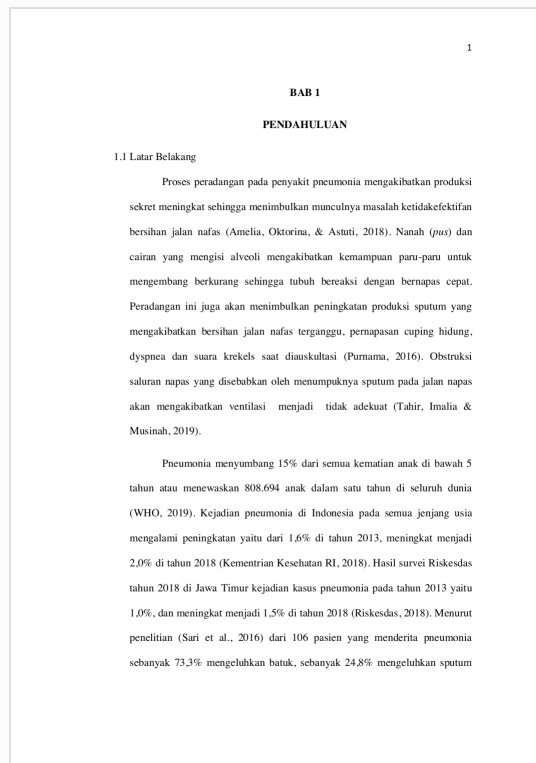 1
BAB 1
PENDAHULUAN
1.1 Latar Belakang
Proses peradangan pada penyakit pneumonia mengakibatkan produksi
sekret meningkat sehingga menimbulkan munculnya masalah ketidakefektifan
bersihan jalan nafas (Amelia, Oktorina, & Astuti, 2018). Nanah (pus) dan
cairan yang mengisi alveoli mengakibatkan kemampuan paru-paru untuk
mengembang berkurang sehingga tubuh bereaksi dengan bernapas cepat.
Peradangan ini juga akan menimbulkan peningkatan produksi sputum yang
mengakibatkan bersihan jalan nafas terganggu, pernapasan cuping hidung,
dyspnea dan suara krekels saat diauskultasi (Purnama, 2016). Obstruksi
saluran napas yang disebabkan oleh menumpuknya sputum pada jalan napas
akan mengakibatkan ventilasi menjadi tidak adekuat (Tahir, Imalia &
Musinah, 2019).
Pneumonia menyumbang 15% dari semua kematian anak di bawah 5
tahun atau menewaskan 808.694 anak dalam satu tahun di seluruh dunia
(WHO, 2019). Kejadian pneumonia di Indonesia pada semua jenjang usia
mengalami peningkatan yaitu dari 1,6% di tahun 2013, meningkat menjadi
2,0% di tahun 2018 (Kementrian Kesehatan RI, 2018). Hasil survei Riskesdas
tahun 2018 di Jawa Timur kejadian kasus pneumonia pada tahun 2013 yaitu
1,0%, dan meningkat menjadi 1,5% di tahun 2018 (Riskesdas, 2018). Menurut
penelitian (Sari et al., 2016) dari 106 pasien yang menderita pneumonia
sebanyak 73,3% mengeluhkan batuk, sebanyak 24,8% mengeluhkan sputum